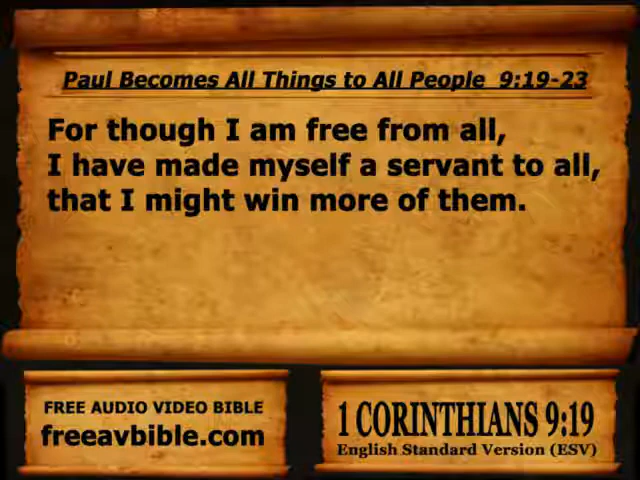 Paul Becomes All Things to All People 9:19-23
For though I am free from all,
I have made myself a servant to all,
that I might win more of them.
FREE AUDIO VIDEO BIBLE
freeavbible.com
1 CORINTHIANS 9:19
English Standard Version (ESV)